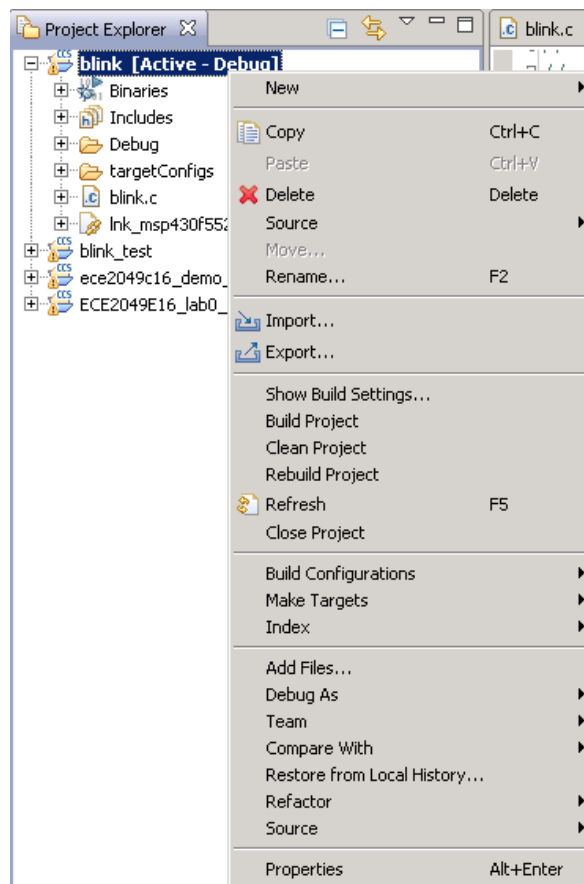 Project Explorer
blink.c
blink [Active - Debug]
Binaries
Includes
Debug
targetConfigs
blink.c
lnk_msp430f552
blink_test
ece2049c16_demo_
ECE2049E16_lab0_
New
Copy Ctrl+C
Paste Ctrl+V
Delete Delete
Source
Move...
Rename... F2
Import...
Export...
Show Build Settings...
Build Project
Clean Project
Rebuild Project
Refresh F5
Close Project
Build Configurations
Make Targets
Index
Add Files...
Debug As
Team
Compare With
Restore from Local History...
Refactor
Source
Properties Alt+Enter